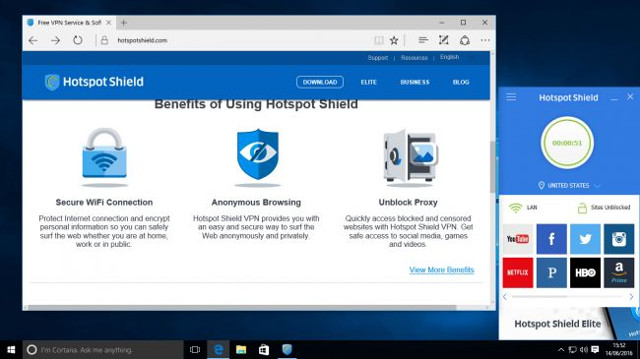 Free VPN Service & Soft
hotspotshield.com
Support | Resources | English
Hotspot Shield
DOWNLOAD ELITE BUSINESS BLOG
Benefits of Using Hotspot Shield
Secure WiFi Connection
Protect Internet connection and encrypt
personal information so you can safely
surf the web whether you are at home,
work or in public.
Anonymous Browsing
Hotspot Shield VPN provides you with
an easy and secure way to surf the
Web anonymously and privately.
Unblock Proxy
Quickly access blocked and censored
websites with Hotspot Shield VPN. Get
safe access to social media, games
and videos.
View More Benefits
Hotspot Shield
00:00:51
UNITED STATES
LAN
Sites Unblocked
YouTube
NETFLIX
HBO
Prime
Hotspot Shield Elite
I'm Cortana. Ask me anything.
15:12
14/06/2016